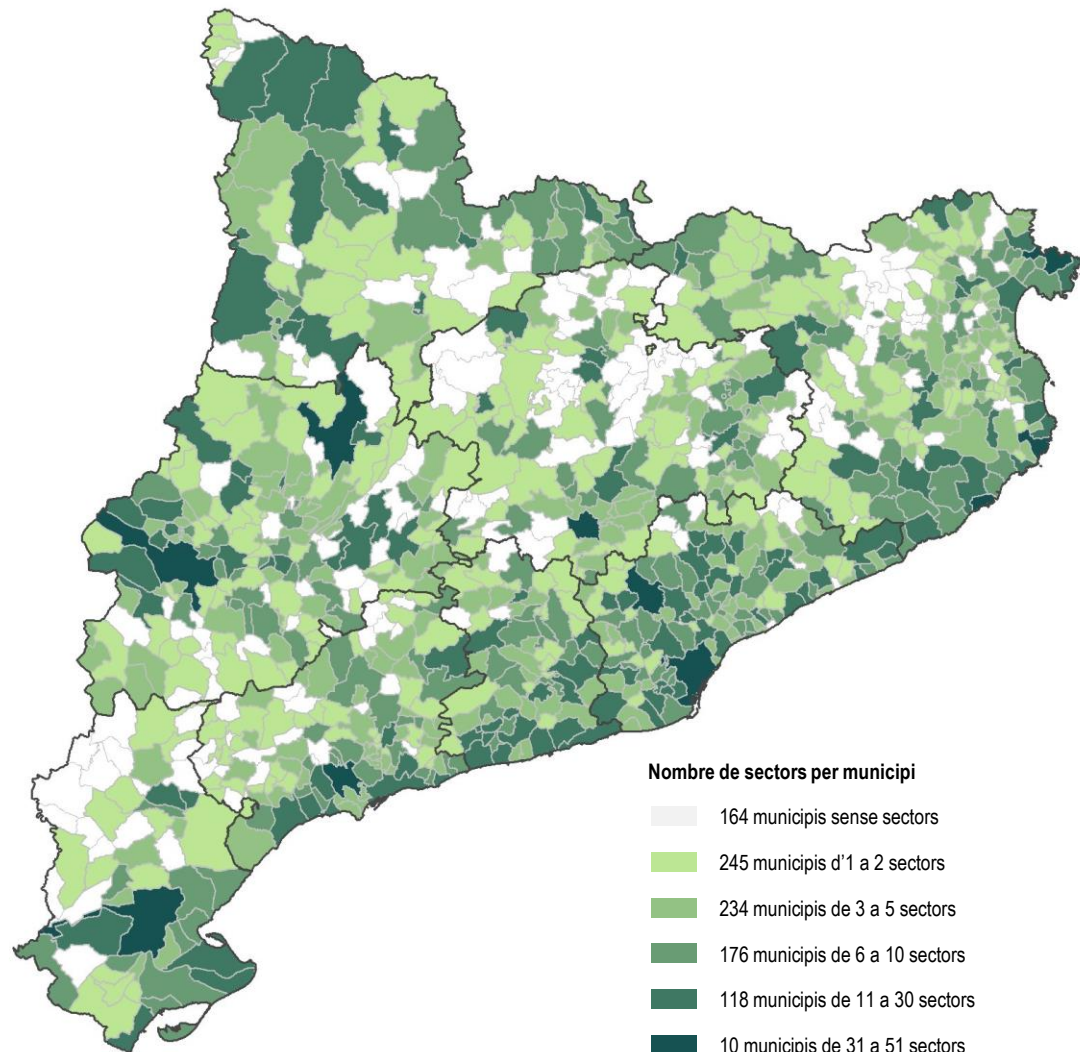 Nombre de sectors per municipi
164 municipis sense sectors
245 municipis d’1 a 2 sectors
234 municipis de 3 a 5 sectors
176 municipis de 6 a 10 sectors
118 municipis de 11 a 30 sectors
10 municipis de 31 a 51 sectors